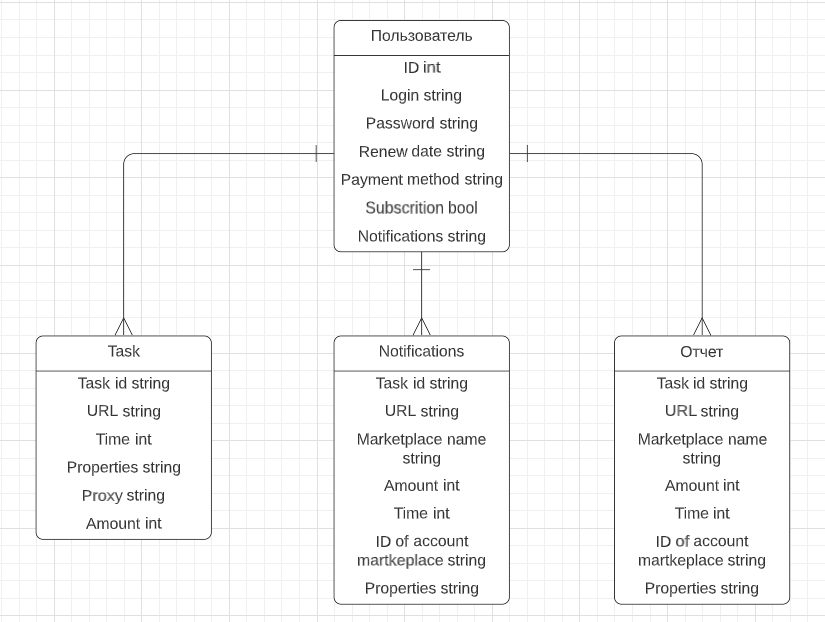 Пользователь
ID int
Login string
Password string
Renew date string
Payment method string
Subscrition bool
Notifications string
Task
Task id string
URL string
Time int
Properties string
Proxy string
Amount int
Notifications
Task id string
URL string
Marketplace name
string
Amount int
Time int
ID of account
martkeplace string
Properties string
Отчет
Task id string
URL string
Marketplace name
string
Amount int
Time int
ID of account
martkeplace string
Properties string